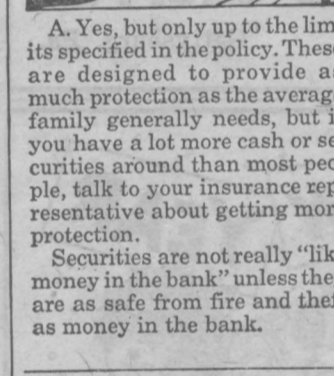 A. Yes, but only up to the lim
its specified in the policy. These
are designed to provide a
much protection as the averag
family generally needs, but i
you have a lot more cash or se
curities around than most peo
ple, talk to your insurance rep
resentative about getting mor
protection.
Securities are not really "lik
money in the bank" unless the
are as safe from fire and thef
as money in the bank.